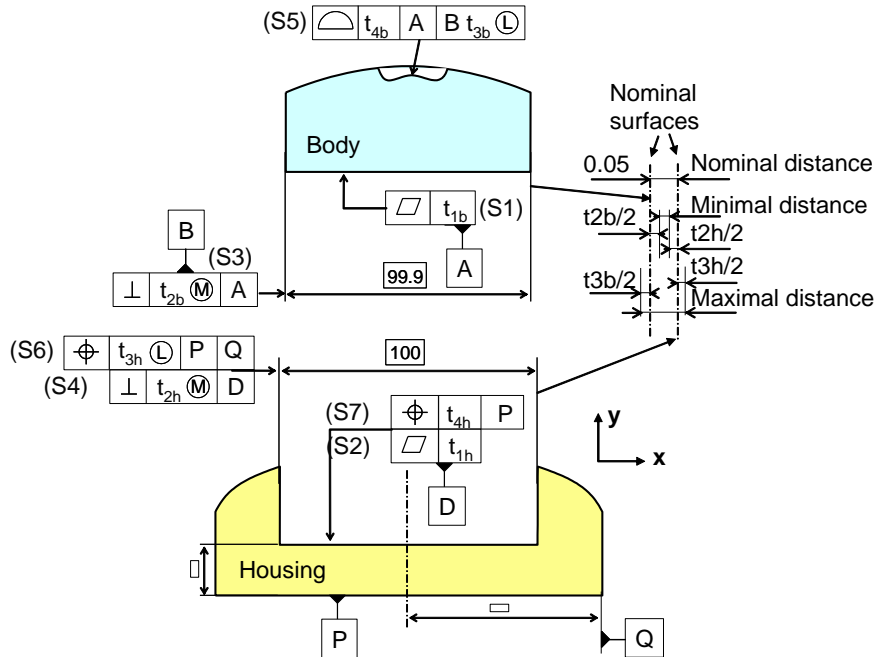 (S5) ⌓ t4b A B t3b Ⓛ
Nominal
surfaces
Body
0.05 Nominal distance
Minimal distance
▱ t1b (S1)
t2b/2
t2h/2
B
(S3)
A
⊥ t2b Ⓜ A
99.9
t3b/2
t3h/2
Maximal distance
(S6) ⌖ t3h Ⓛ P Q
100
(S4) ⊥ t2h Ⓜ D
(S7) ⌖ t4h P
(S2) ▱ t1h
y
x
D
Housing
P
Q